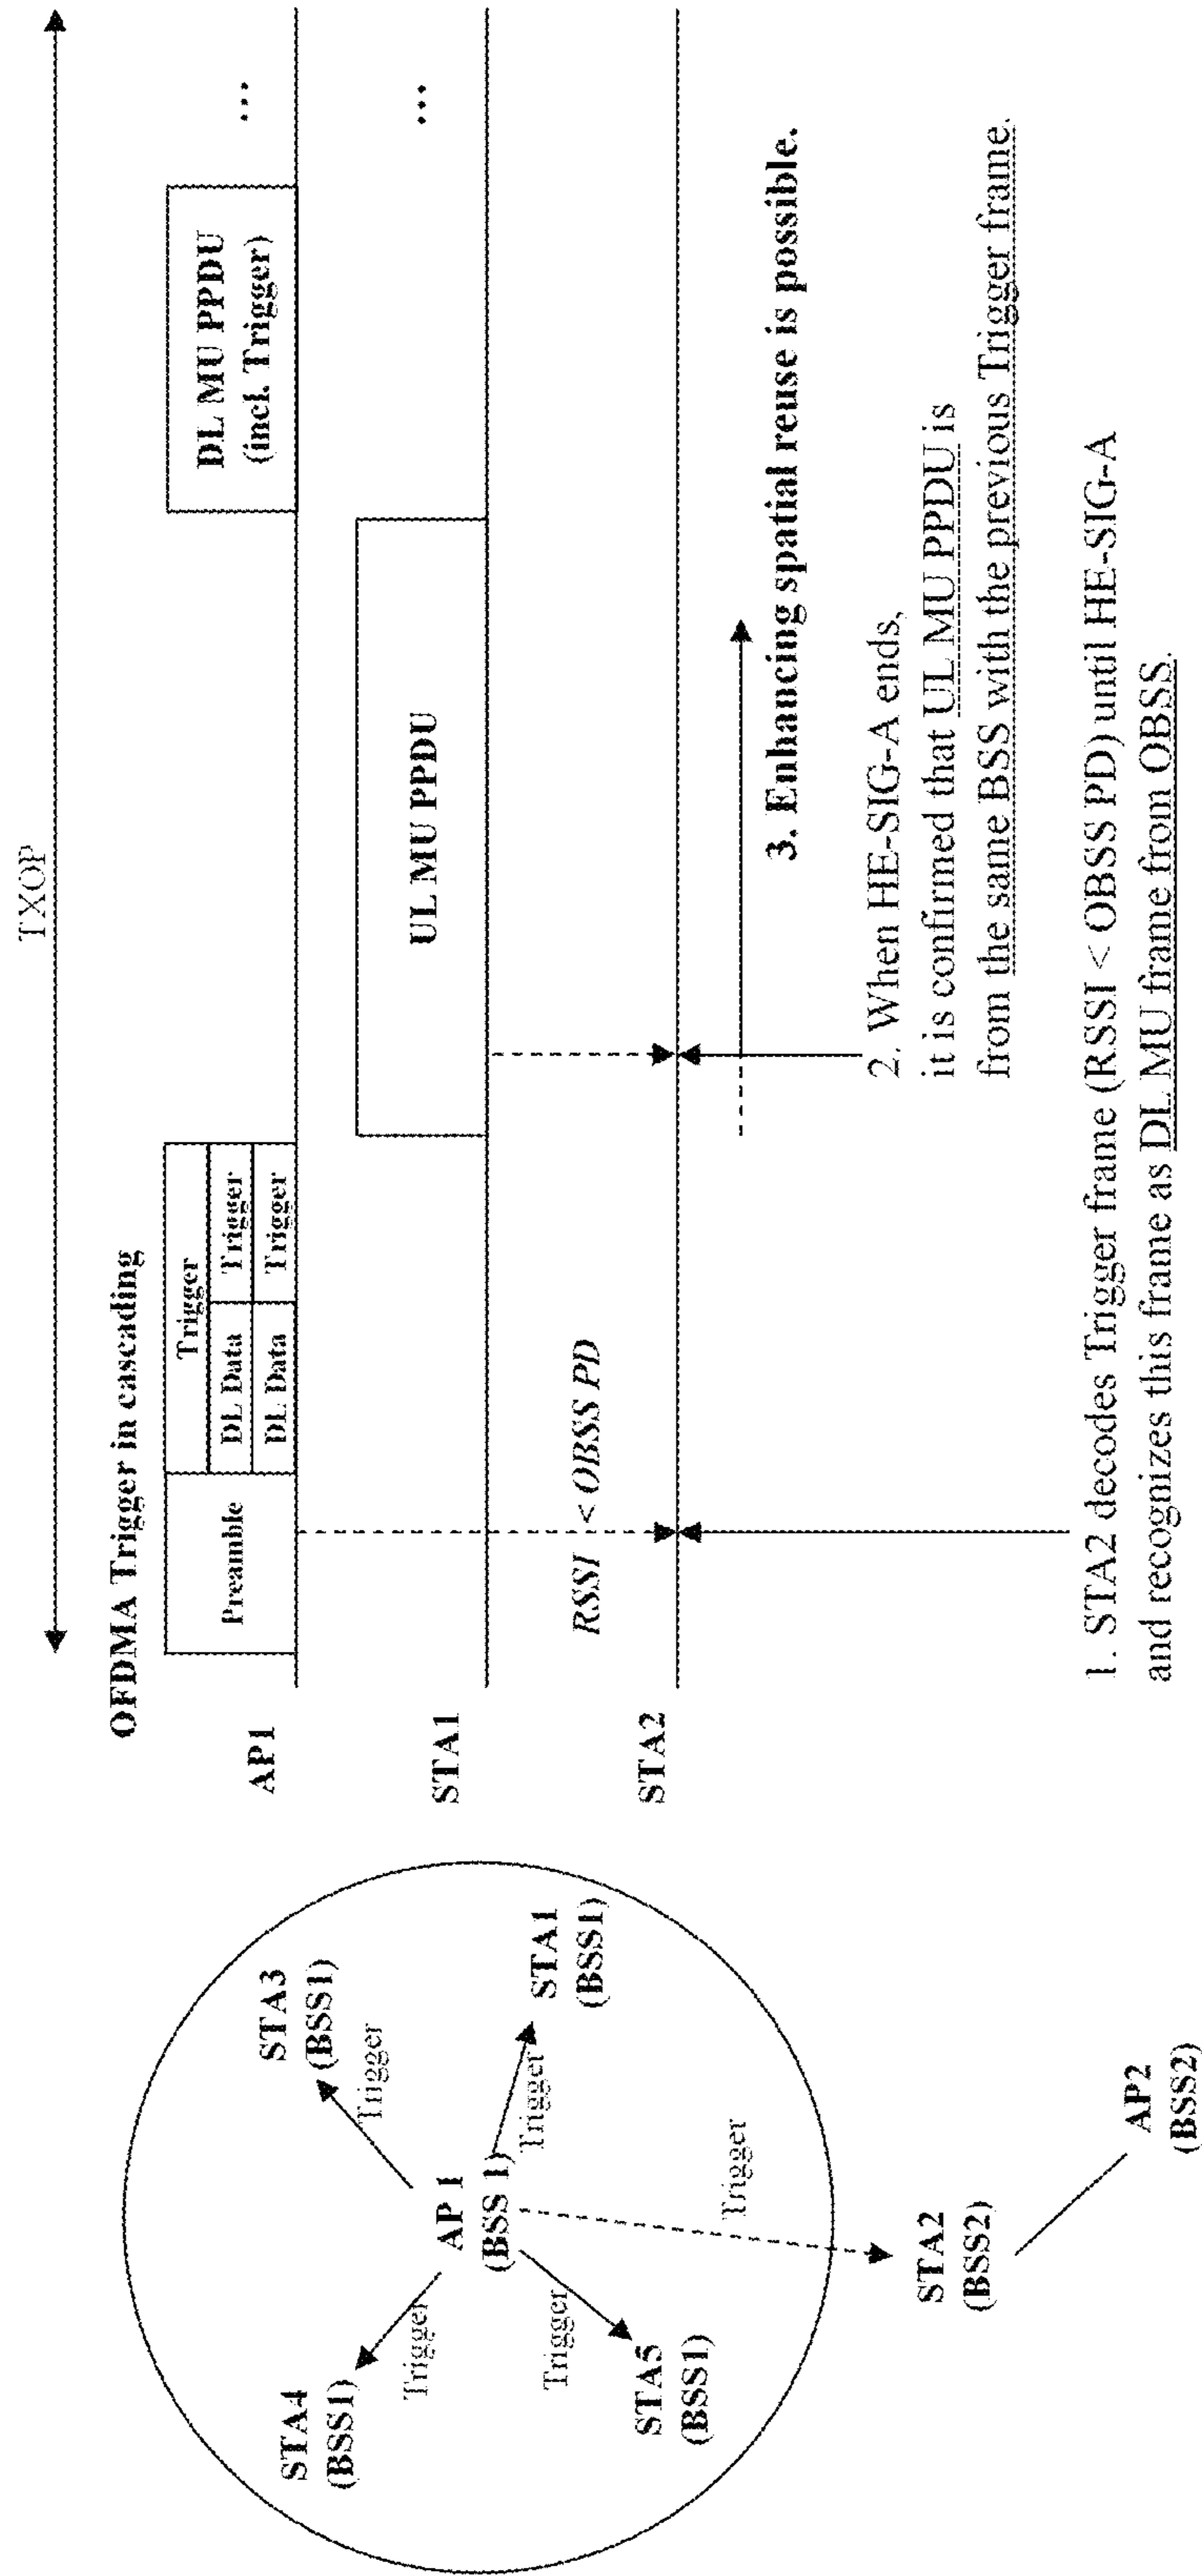 STA4
(BSS1)
Trigger
STA3
(BSS1)
Trigger
AP 1
(BSS 1)
Trigger
STA1
(BSS1)
Trigger
STA5
(BSS1)
Trigger
STA2
(BSS2)
AP2
(BSS2)
TXOP
OFDMA Trigger in cascading
AP1
Preamble
Trigger
DL Data
Trigger
DL Data
Trigger
DL MU PPDU
(incl. Trigger)
...
STA1
UL MU PPDU
...
RSSI < OBSS PD
STA2
3. Enhancing spatial reuse is possible.
2. When HE-SIG-A ends,
it is confirmed that UL MU PPDU is
from the same BSS with the previous Trigger frame.
1. STA2 decodes Trigger frame (RSSI < OBSS PD) until HE-SIG-A
and recognizes this frame as DL MU frame from OBSS.